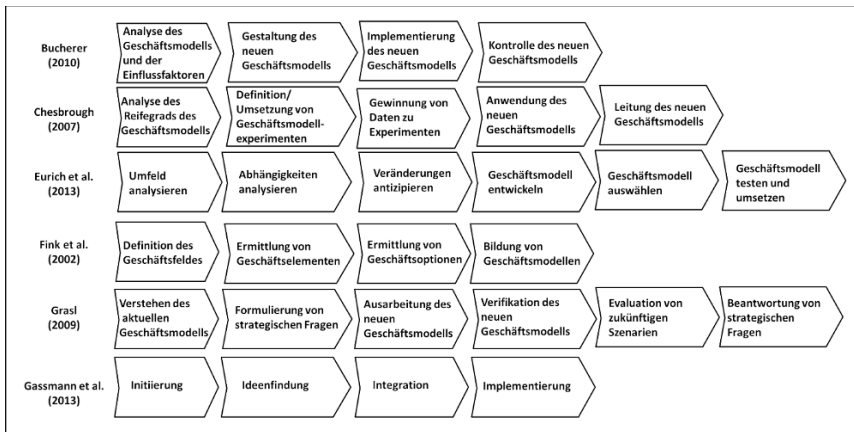 Bucherer
(2010)
Analyse des
Geschäftsmodells
und der
Einflussfaktoren
Gestaltung des
neuen
Geschäftsmodells
Implementierung
des neuen
Geschäftsmodells
Kontrolle des neuen
Geschäftsmodells
Chesbrough
(2007)
Analyse des
Reifegrads des
Geschäftsmodells
Definition/
Umsetzung von
Geschäftsmodell-
experimenten
Gewinnung von
Daten zu
Experimenten
Anwendung des
neuen
Geschäftsmodells
Leitung des neuen
Geschäftsmodells
Eurich et al.
(2013)
Umfeld
analysieren
Abhängigkeiten
analysieren
Veränderungen
antizipieren
Geschäftsmodell
entwickeln
Geschäftsmodell
auswählen
Geschäftsmodell
testen und
umsetzen
Fink et al.
(2002)
Definition des
Geschäftsfeldes
Ermittlung von
Geschäftselementen
Ermittlung von
Geschäftsoptionen
Bildung von
Geschäftsmodellen
Grasl
(2009)
Verstehen des
aktuellen
Geschäftsmodells
Formulierung von
strategischen Fragen
Ausarbeitung des
neuen
Geschäftsmodells
Verifikation des
neuen
Geschäftsmodells
Evaluation von
zukünftigen
Szenarien
Beantwortung von
strategischen
Fragen
Gassmann et al.
(2013)
Initiierung
Ideenfindung
Integration
Implementierung